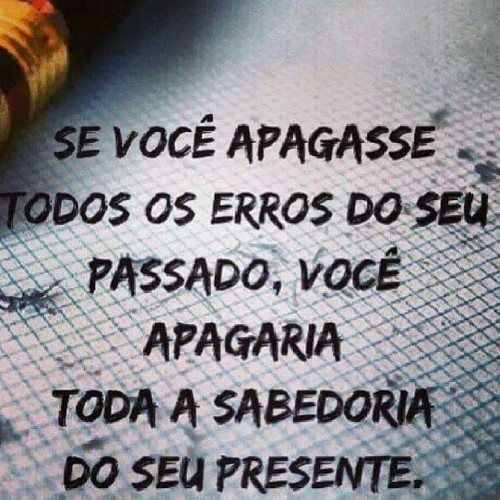 SE VOCÊ APAGASSE
TODOS OS ERROS DO SEU
PASSADO, VOCÊ
APAGARIA
TODA A SABEDORIA
DO SEU PRESENTE.